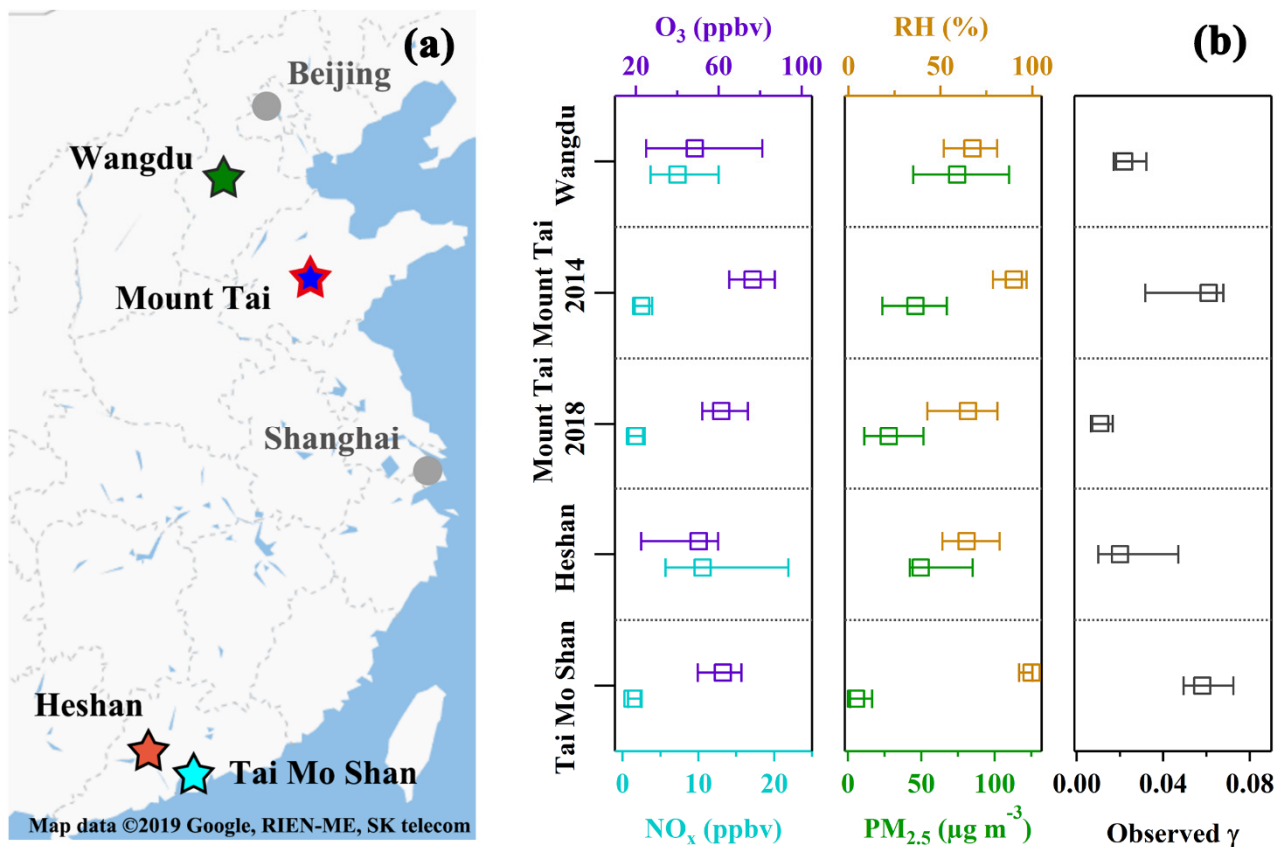 (a)
Beijing
Wangdu
Mount Tai
Shanghai
Heshan
Tai Mo Shan
Map data ©2019 Google, RIEN-ME, SK telecom
(b)
O₃ (ppbv)
20 60 100
RH (%)
0 50 100
Wangdu
Mount Tai
2014
Mount Tai
2018
Heshan
Tai Mo Shan
0 10 20
NOₓ (ppbv)
0 50 100
PM₂.₅ (μg m⁻³)
0.00 0.04 0.08
Observed γ